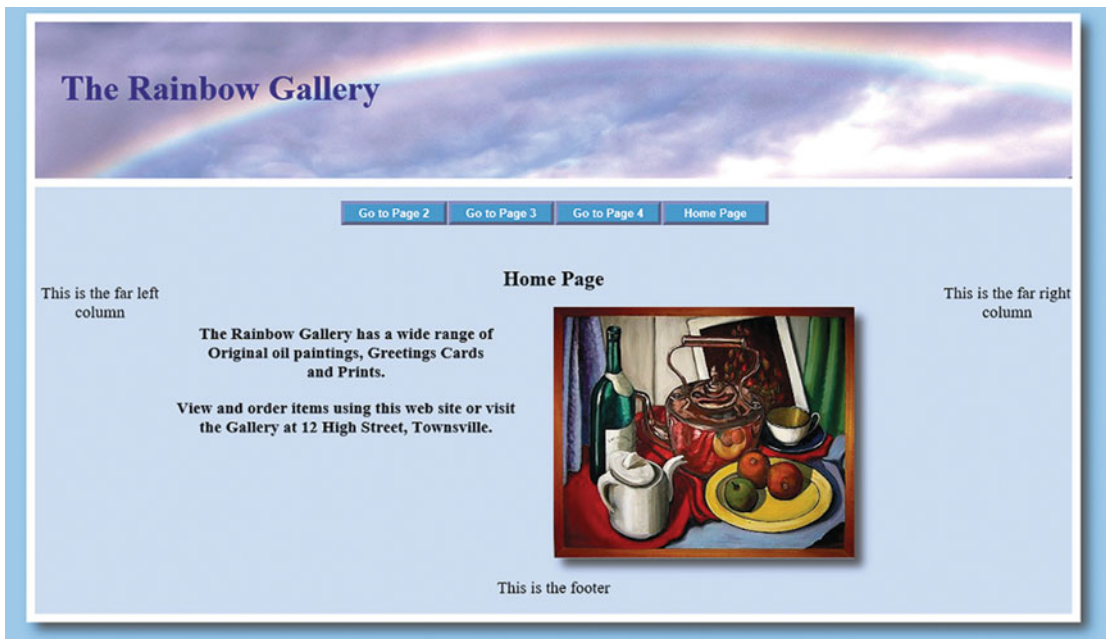 The Rainbow Gallery
Go to Page 2
Go to Page 3
Go to Page 4
Home Page
Home Page
This is the far left
column
The Rainbow Gallery has a wide range of
Original oil paintings, Greetings Cards
and Prints.
View and order items using this web site or visit
the Gallery at 12 High Street, Townsville.
This is the far right
column
This is the footer